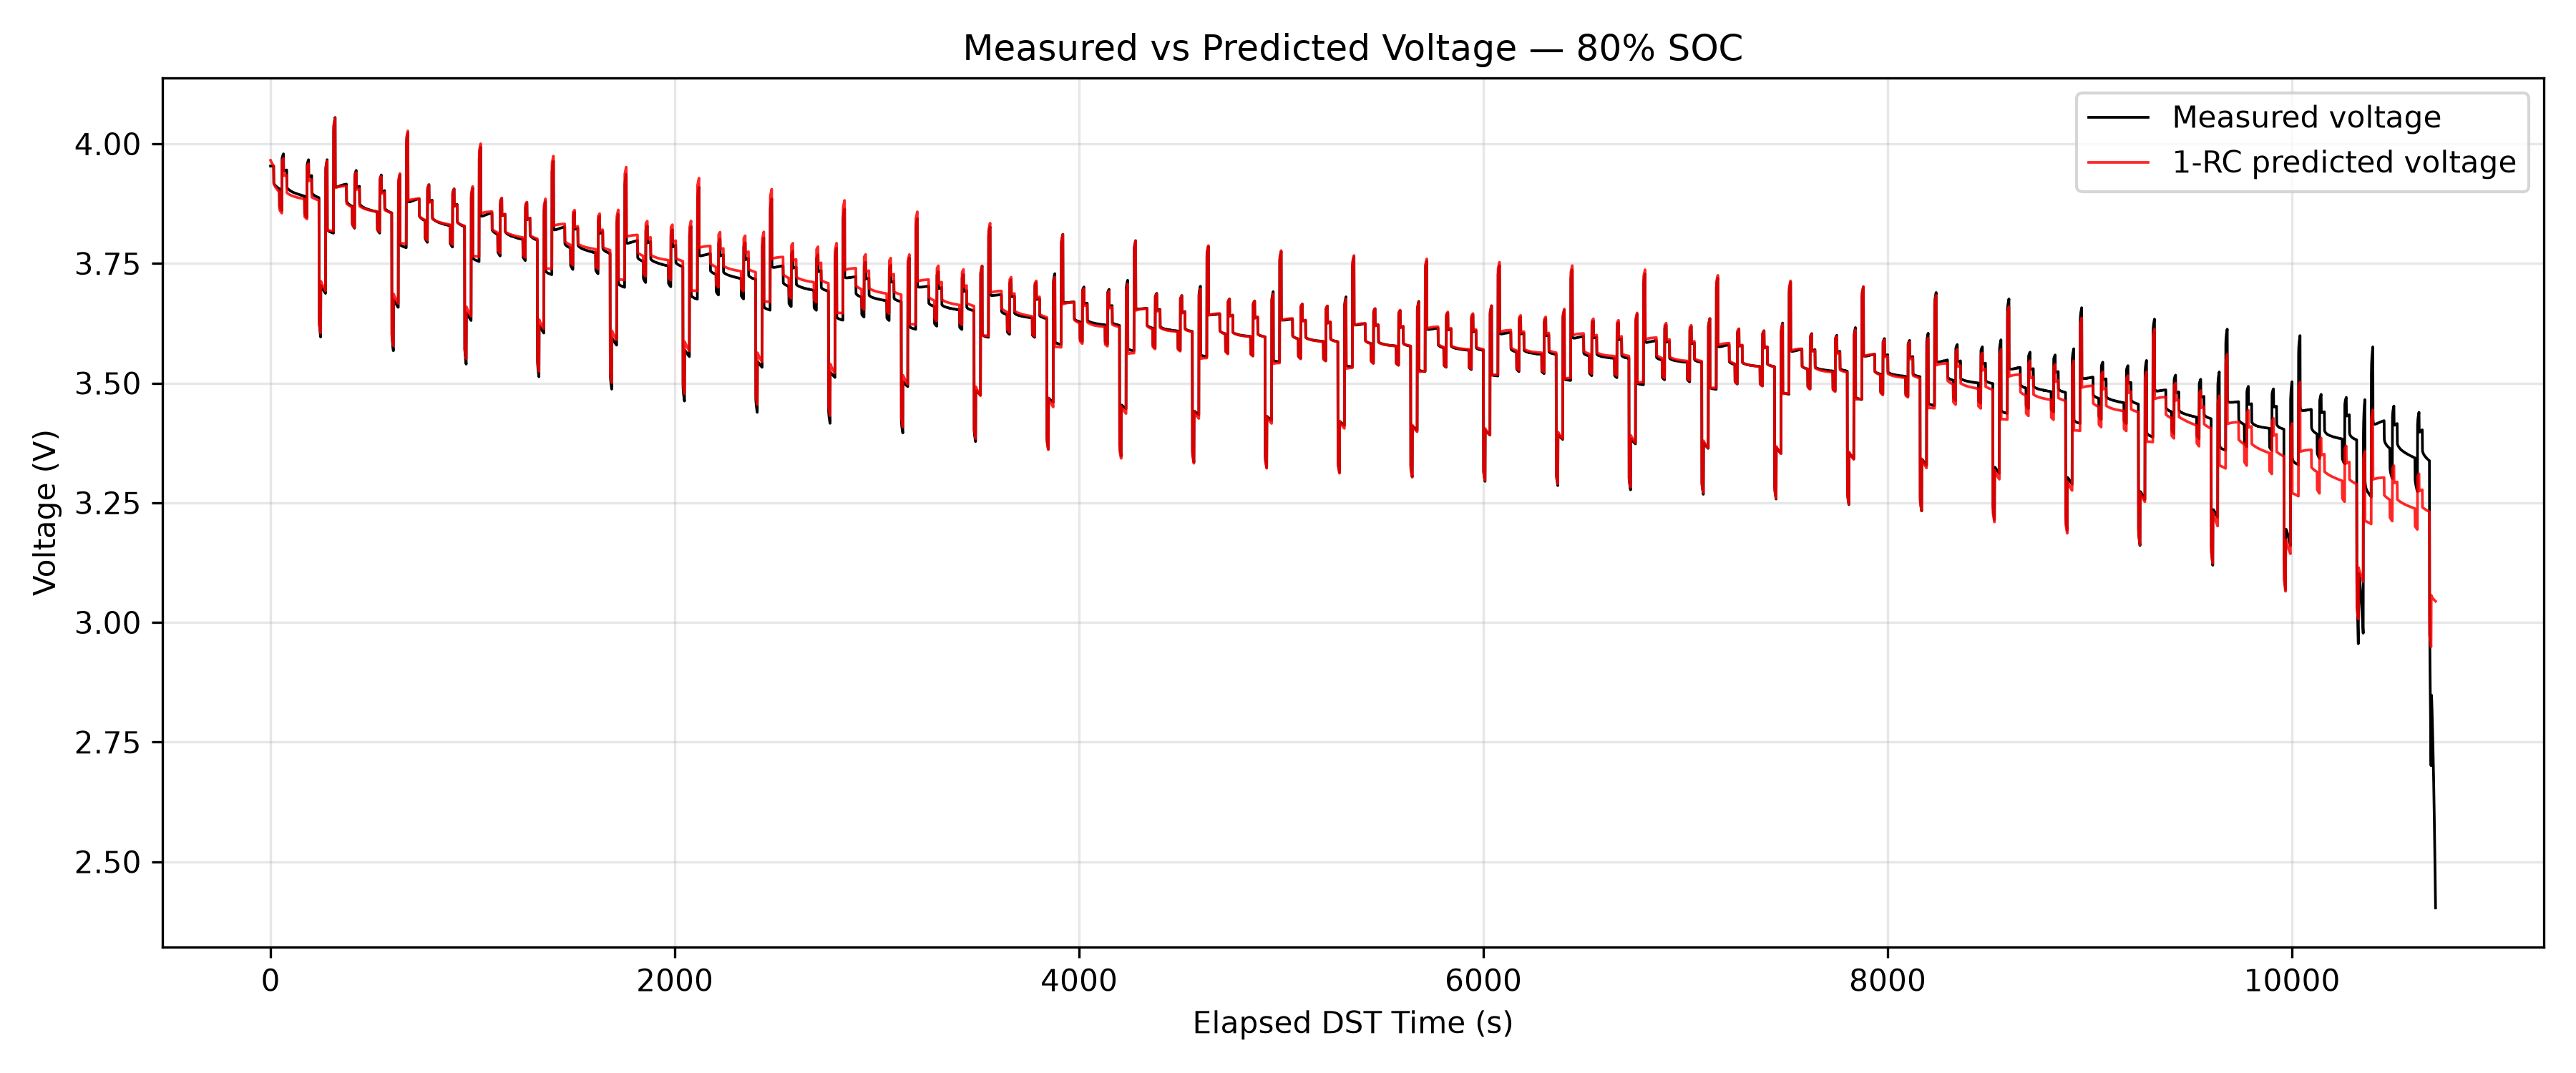 Measured vs Predicted Voltage — 80% SOC
Measured voltage
1-RC predicted voltage
Voltage (V)
4.00
3.75
3.50
3.25
3.00
2.75
2.50
0 2000 4000 6000 8000 10000
Elapsed DST Time (s)